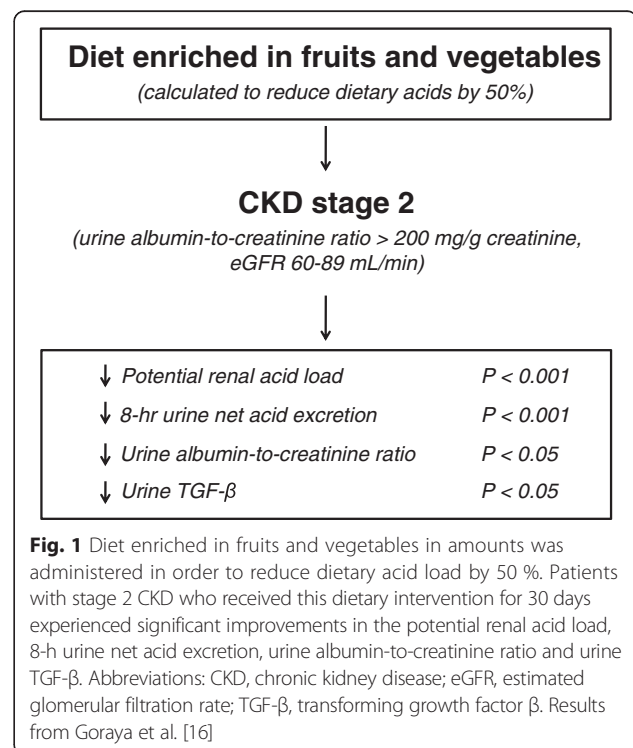 Diet enriched in fruits and vegetables
(calculated to reduce dietary acids by 50%)
CKD stage 2
(urine albumin-to-creatinine ratio > 200 mg/g creatinine,
eGFR 60-89 mL/min)
↓ Potential renal acid load P < 0.001
↓ 8-hr urine net acid excretion P < 0.001
↓ Urine albumin-to-creatinine ratio P < 0.05
↓ Urine TGF-β P < 0.05
Fig. 1 Diet enriched in fruits and vegetables in amounts was
administered in order to reduce dietary acid load by 50 %. Patients
with stage 2 CKD who received this dietary intervention for 30 days
experienced significant improvements in the potential renal acid load,
8-h urine net acid excretion, urine albumin-to-creatinine ratio and urine
TGF-β. Abbreviations: CKD, chronic kidney disease; eGFR, estimated
glomerular filtration rate; TGF-β, transforming growth factor β. Results
from Goraya et al. [16]